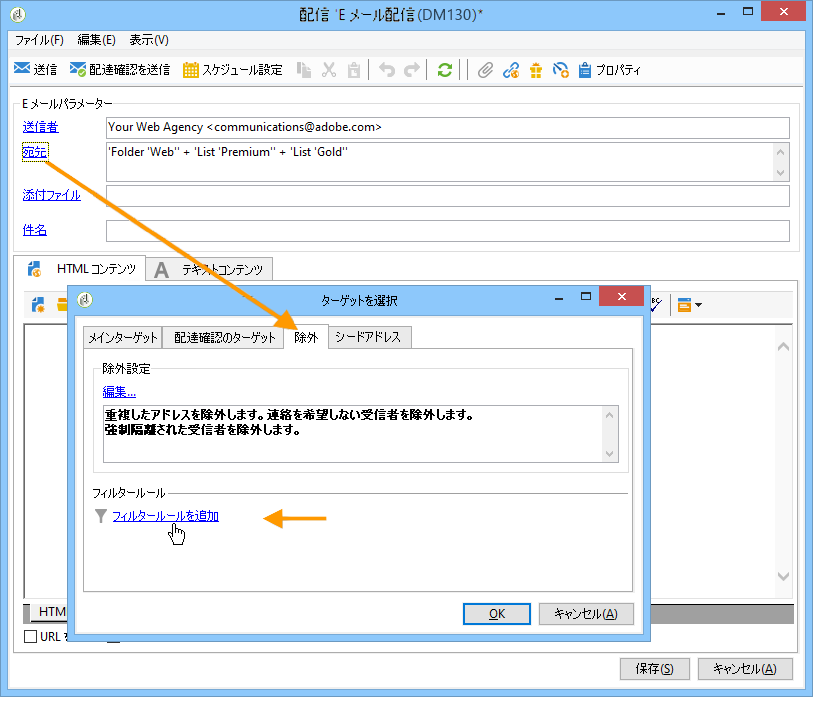 配信 'E メール配信(DM130)*
ファイル(F) 編集(E) 表示(V)
送信 配達確認を送信 スケジュール設定 プロパティ
E メールパラメーター
送信者 Your Web Agency <communications@adobe.com>
宛元 'Folder 'Web'' + 'List 'Premium'' + 'List 'Gold''
添付ファイル
件名
HTML コンテンツ A テキストコンテンツ
ターゲットを選択
メインターゲット 配達確認のターゲット 除外 シードアドレス
除外設定
編集...
重複したアドレスを除外します。連絡を希望しない受信者を除外します。
強制隔離された受信者を除外します。
フィルタールール
フィルタールールを追加
OK キャンセル(A)
HTM
URL
保存(S) キャンセル(A)